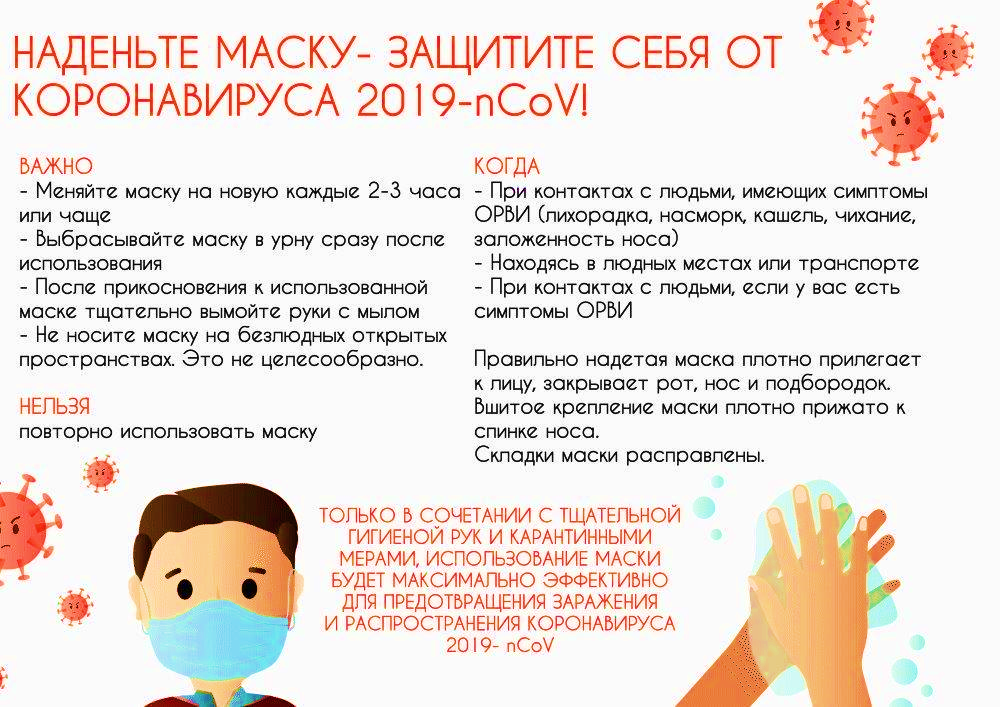 НАДЕНЬТЕ МАСКУ- ЗАЩИТИТЕ СЕБЯ ОТ
КОРОНАВИРУСА 2019-nCoV!
ВАЖНО
- Меняйте маску на новую каждые 2-3 часа
или чаще
- Выбрасывайте маску в урну сразу после
использования
- После прикосновения к использованной
маске тщательно вымойте руки с мылом
- Не носите маску на безлюдных открытых
пространствах. Это не целесообразно.
НЕЛЬЗЯ
повторно использовать маску
КОГДА
- При контактах с людьми, имеющих симптомы
ОРВИ (лихорадка, насморк, кашель, чихание,
заложенность носа)
- Находясь в людных местах или транспорте
- При контактах с людьми, если у вас есть
симптомы ОРВИ
Правильно надетая маска плотно прилегает
к лицу, закрывает рот, нос и подбородок.
Вшитое крепление маски плотно прижато к
спинке носа.
Складки маски расправлены.
ТОЛЬКО В СОЧЕТАНИИ С ТЩАТЕЛЬНОЙ
ГИГИЕНОЙ РУК И КАРАНТИННЫМИ
МЕРАМИ, ИСПОЛЬЗОВАНИЕ МАСКИ
БУДЕТ МАКСИМАЛЬНО ЭФФЕКТИВНО
ДЛЯ ПРЕДОТВРАЩЕНИЯ ЗАРАЖЕНИЯ
И РАСПРОСТРАНЕНИЯ КОРОНАВИРУСА
2019- nCoV